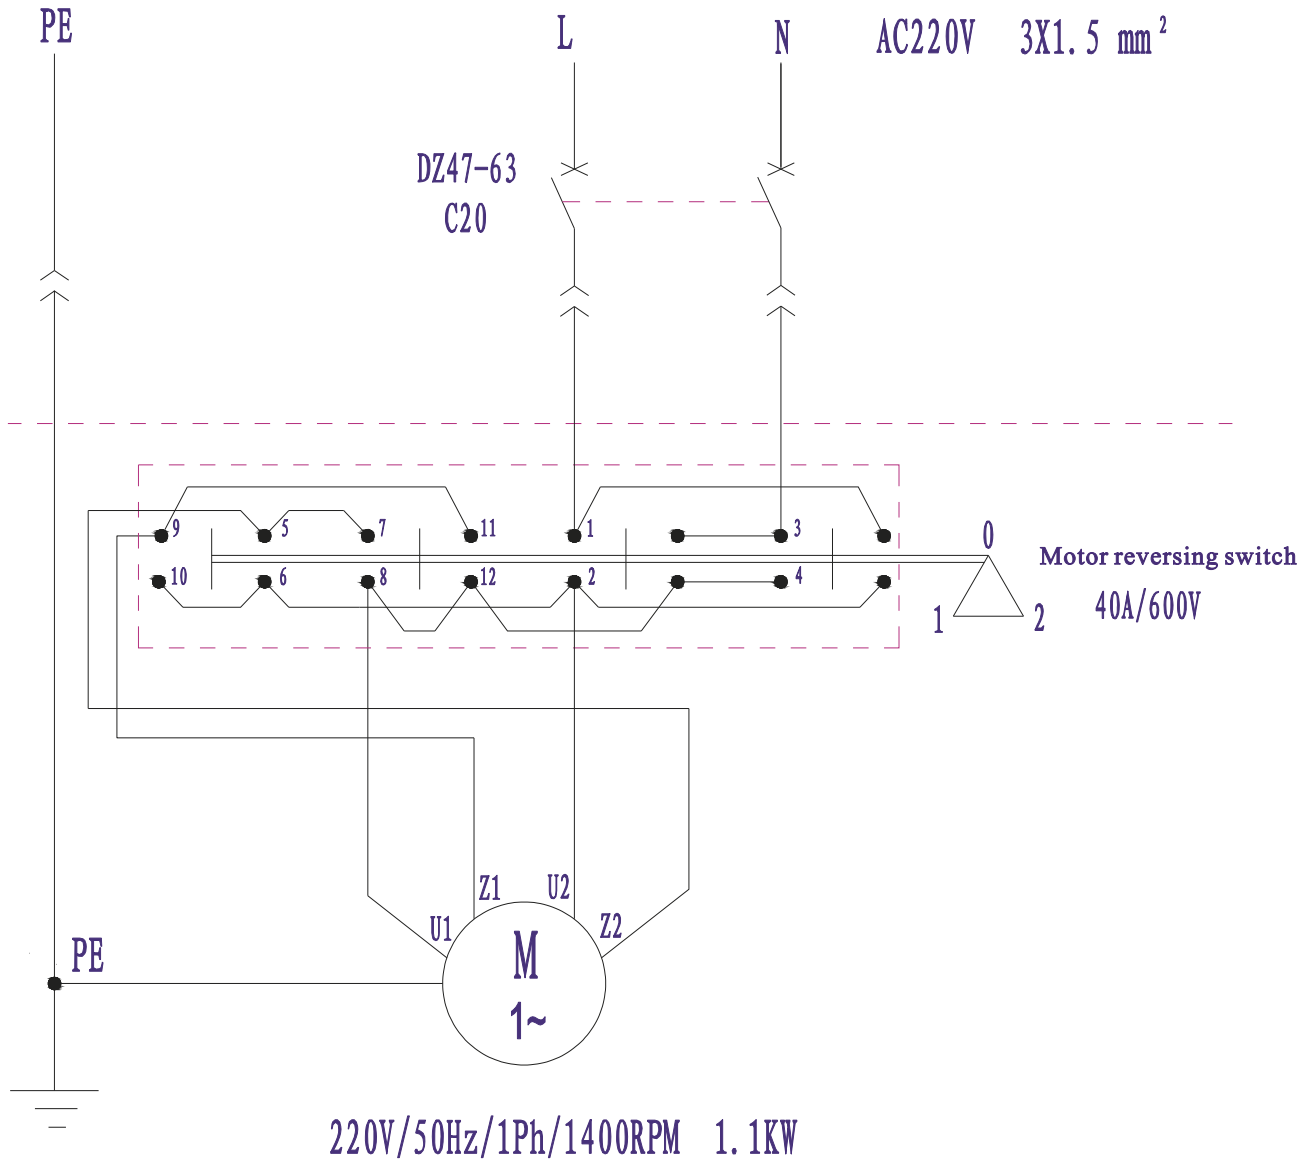 PE
L
N
AC220V 3X1.5 mm²
DZ47-63
C20
9
5
7
11
1
3
10
6
8
12
2
4
0
1
2
Motor reversing switch
40A/600V
U1
Z1
U2
Z2
M
1~
PE
220V/50Hz/1Ph/1400RPM 1.1KW